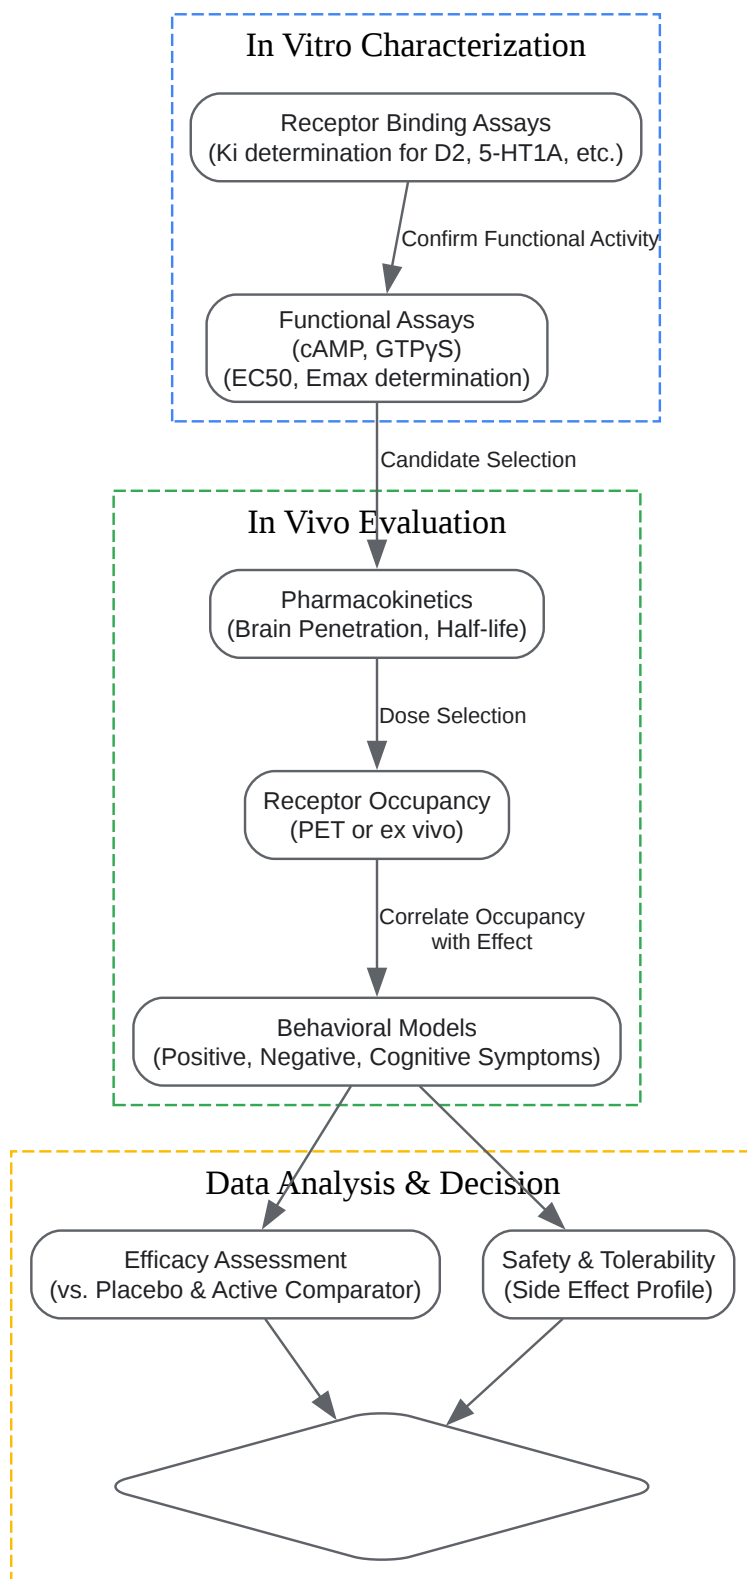 In Vitro Characterization
Receptor Binding Assays
(Ki determination for D2, 5-HT1A, etc.)
Confirm Functional Activity
Functional Assays
(cAMP, GTPγS)
(EC50, Emax determination)
Candidate Selection
In Vivo Evaluation
Pharmacokinetics
(Brain Penetration, Half-life)
Dose Selection
Receptor Occupancy
(PET or ex vivo)
Correlate Occupancy
with Effect
Behavioral Models
(Positive, Negative, Cognitive Symptoms)
Data Analysis & Decision
Efficacy Assessment
(vs. Placebo & Active Comparator)
Safety & Tolerability
(Side Effect Profile)